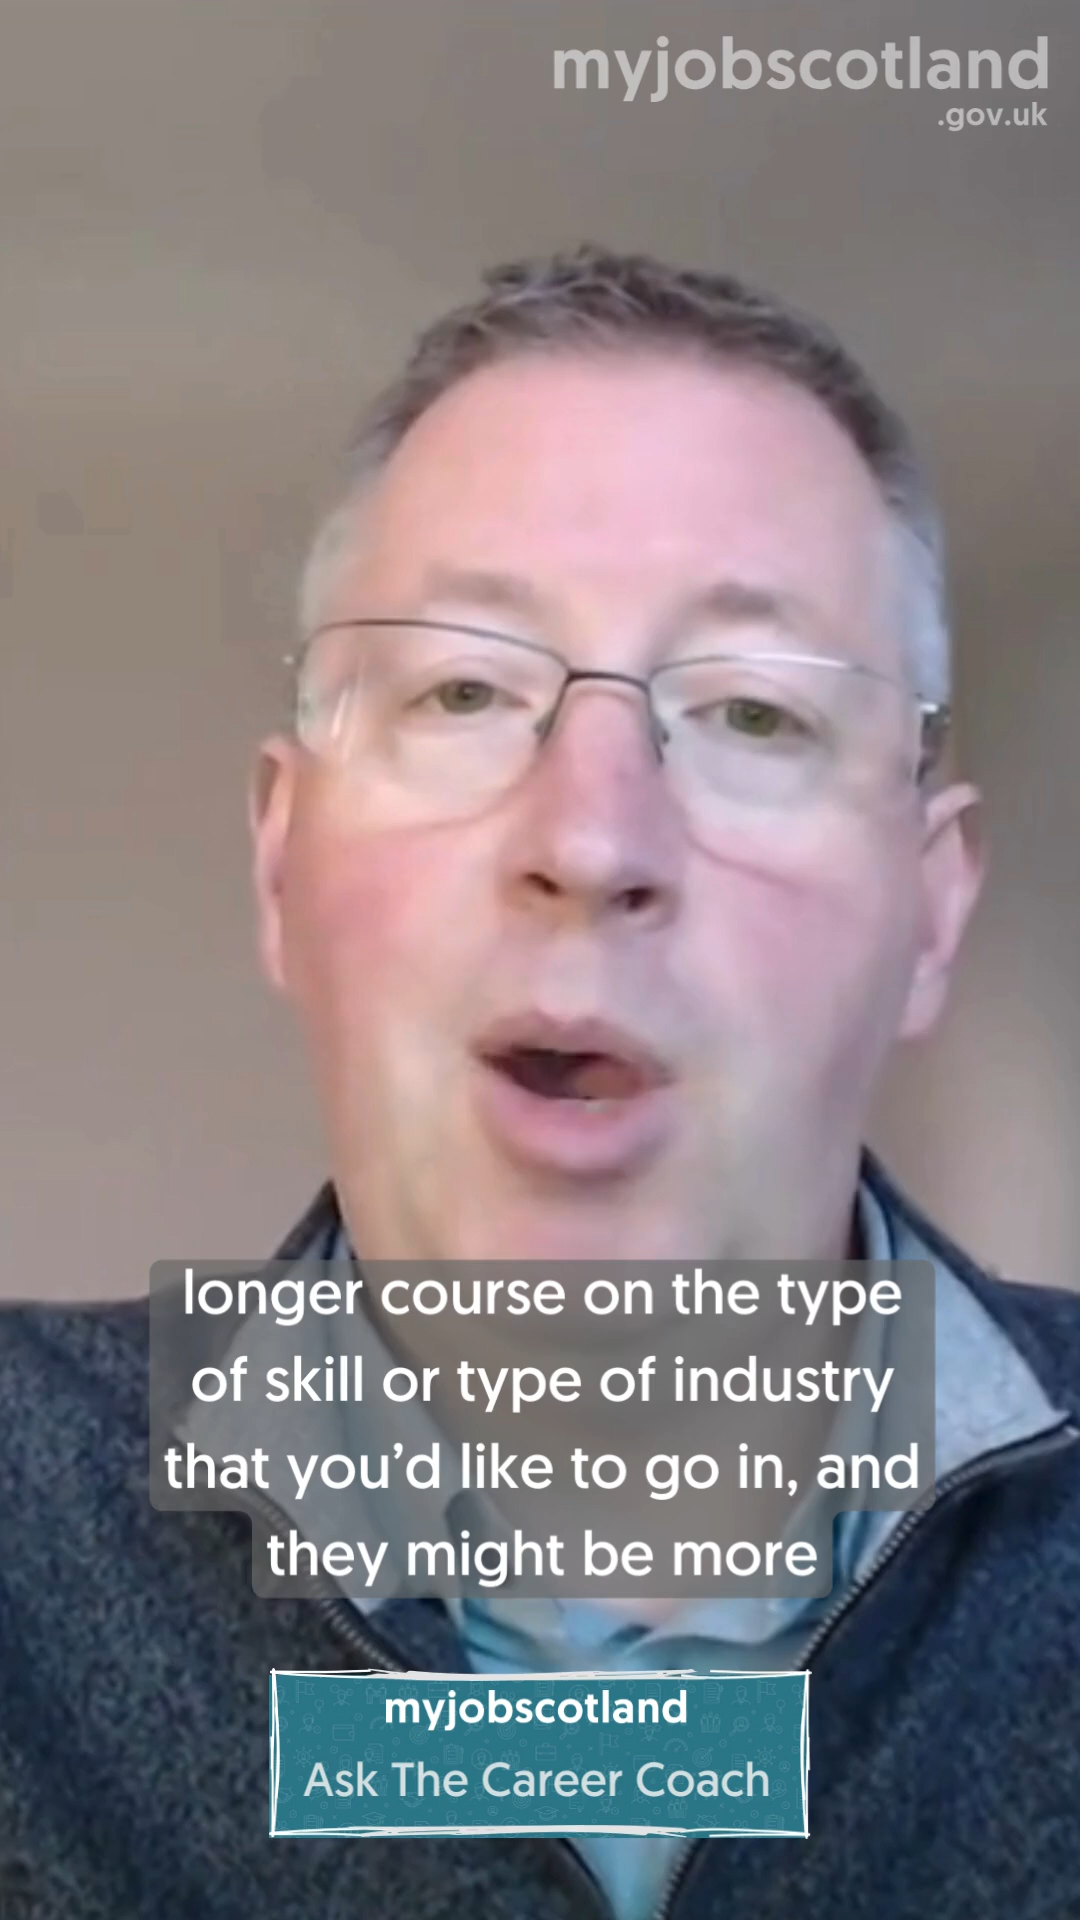 myjobscotland
.gov.uk
longer course on the type
of skill or type of industry
that you’d like to go in, and
they might be more
myjobscotland
Ask The Career Coach